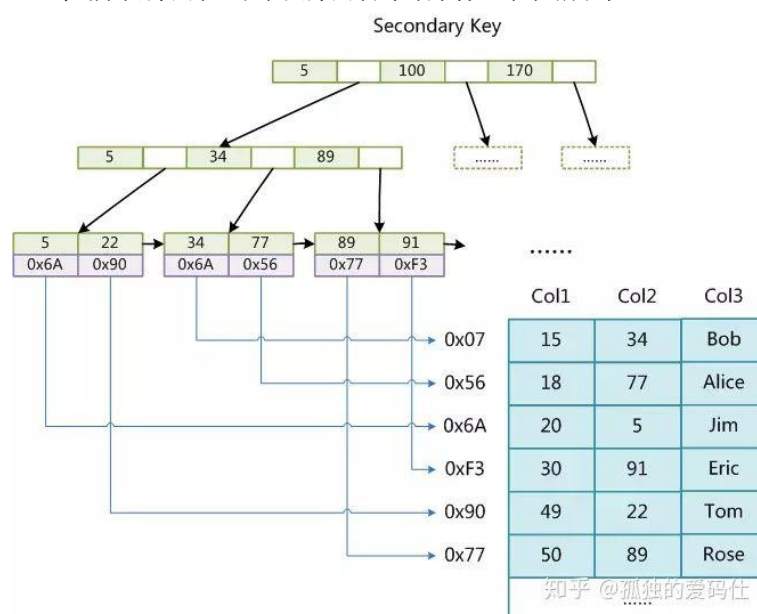 Secondary Key
5 100 170
5 34 89
...... ......
5 22 34 77 89 91
0x6A 0x90 0x6A 0x56 0x77 0xF3
......
Col1 Col2 Col3
0x07 15 34 Bob
0x56 18 77 Alice
0x6A 20 5 Jim
0xF3 30 91 Eric
0x90 49 22 Tom
0x77 50 89 Rose
......
知乎 @孤独的爱码仕